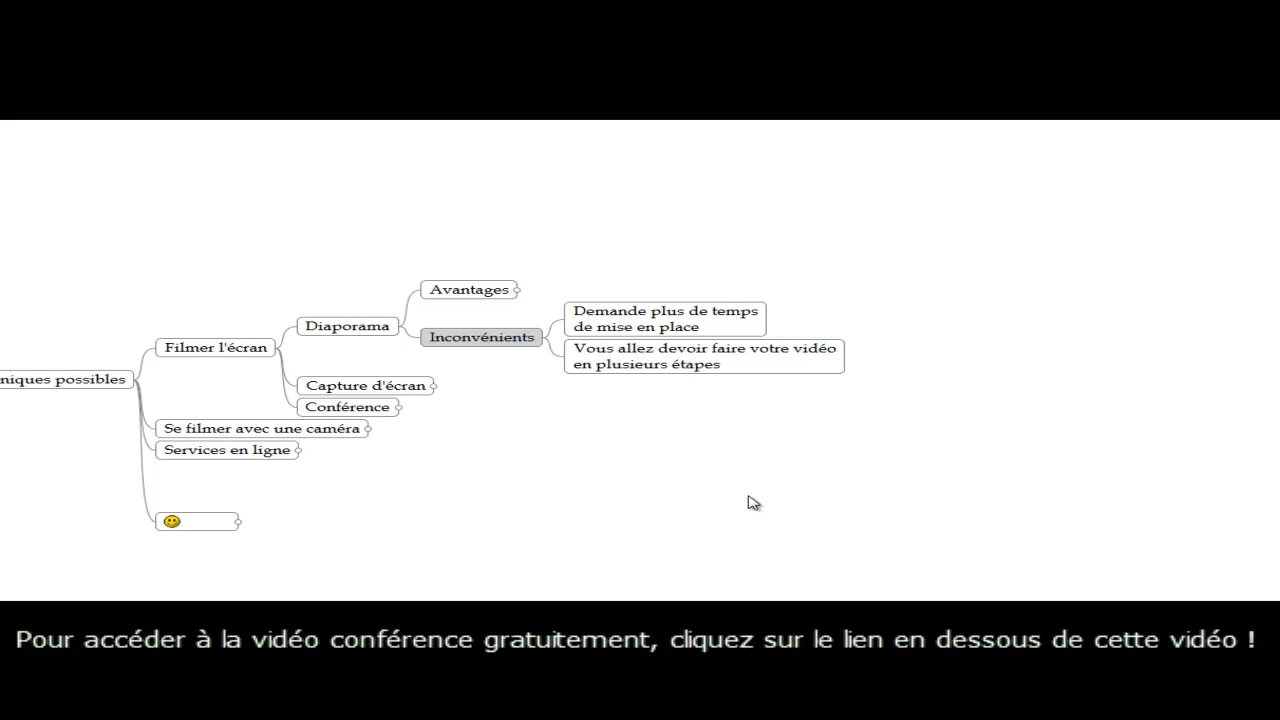 Avantages
Demande plus de temps
de mise en place
Diaporama
Inconvénients
Filmer l'écran
Vous allez devoir faire votre vidéo
en plusieurs étapes
niques possibles
Capture d'écran
Conférence
Se filmer avec une caméra
Services en ligne
Pour accéder à la vidéo conférence gratuitement, cliquez sur le lien en dessous de cette vidéo !